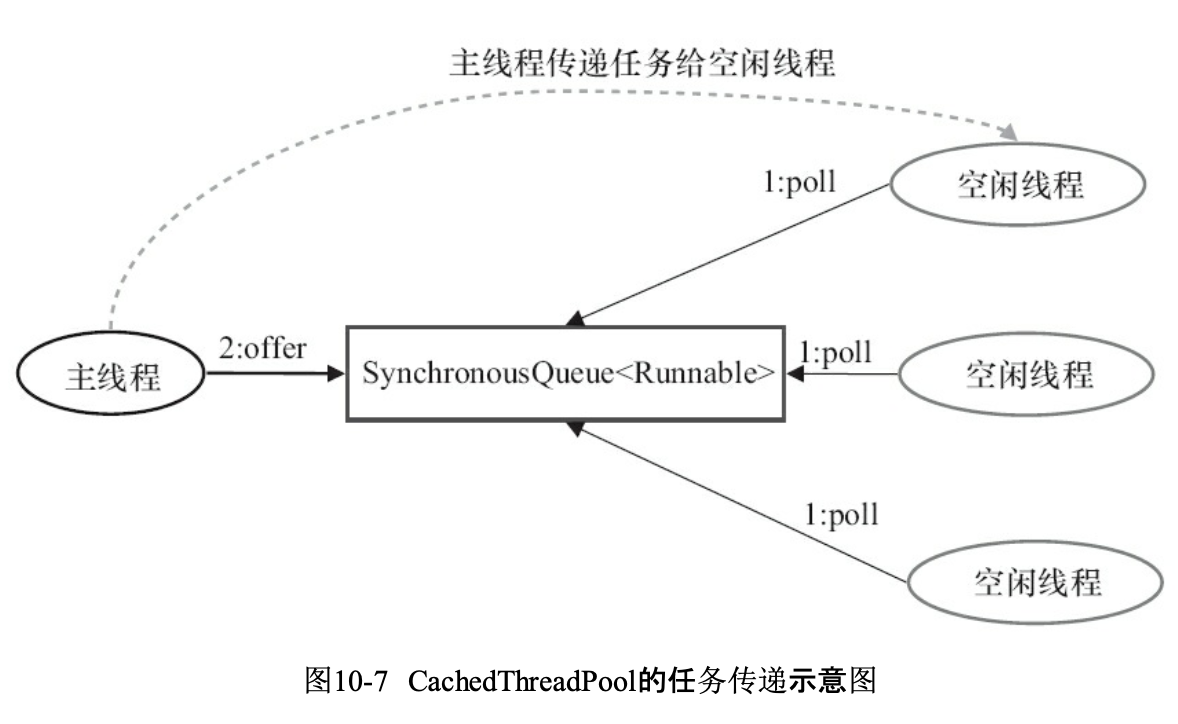 主线程传递任务给空闲线程
1:poll
空闲线程
2:offer
主线程
SynchronousQueue<Runnable>
1:poll
空闲线程
1:poll
空闲线程
图10-7 CachedThreadPool的任务传递示意图